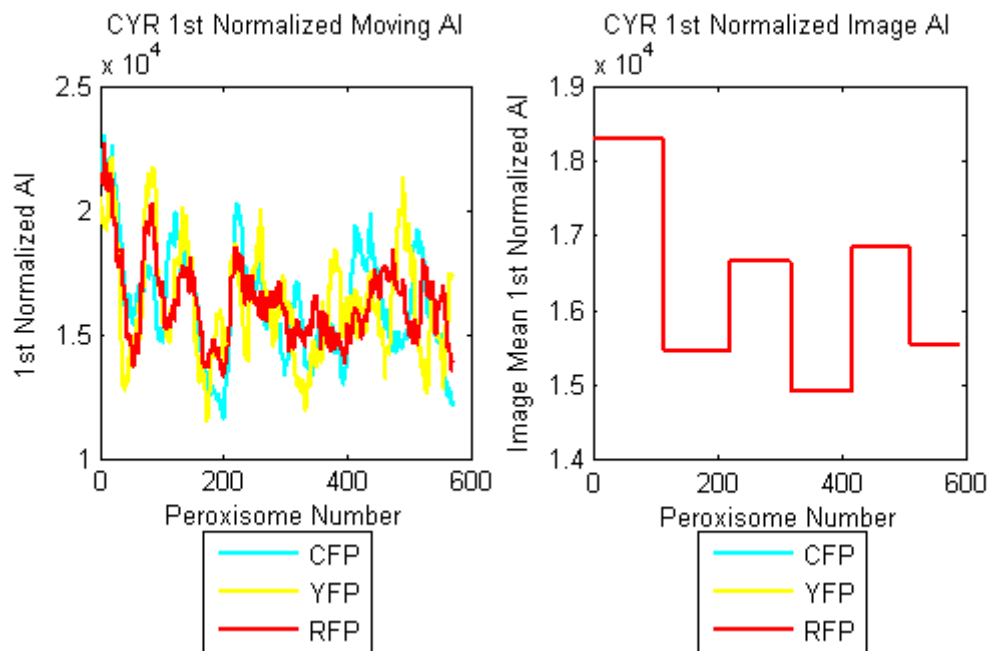 CYR 1st Normalized Moving AI
x 10^4
2.5
2
1.5
1
1st Normalized AI
0 200 400 600
Peroxisome Number
CFP
YFP
RFP
CYR 1st Normalized Image AI
x 10^4
1.9
1.8
1.7
1.6
1.5
1.4
Image Mean 1st Normalized AI
0 200 400 600
Peroxisome Number
CFP
YFP
RFP